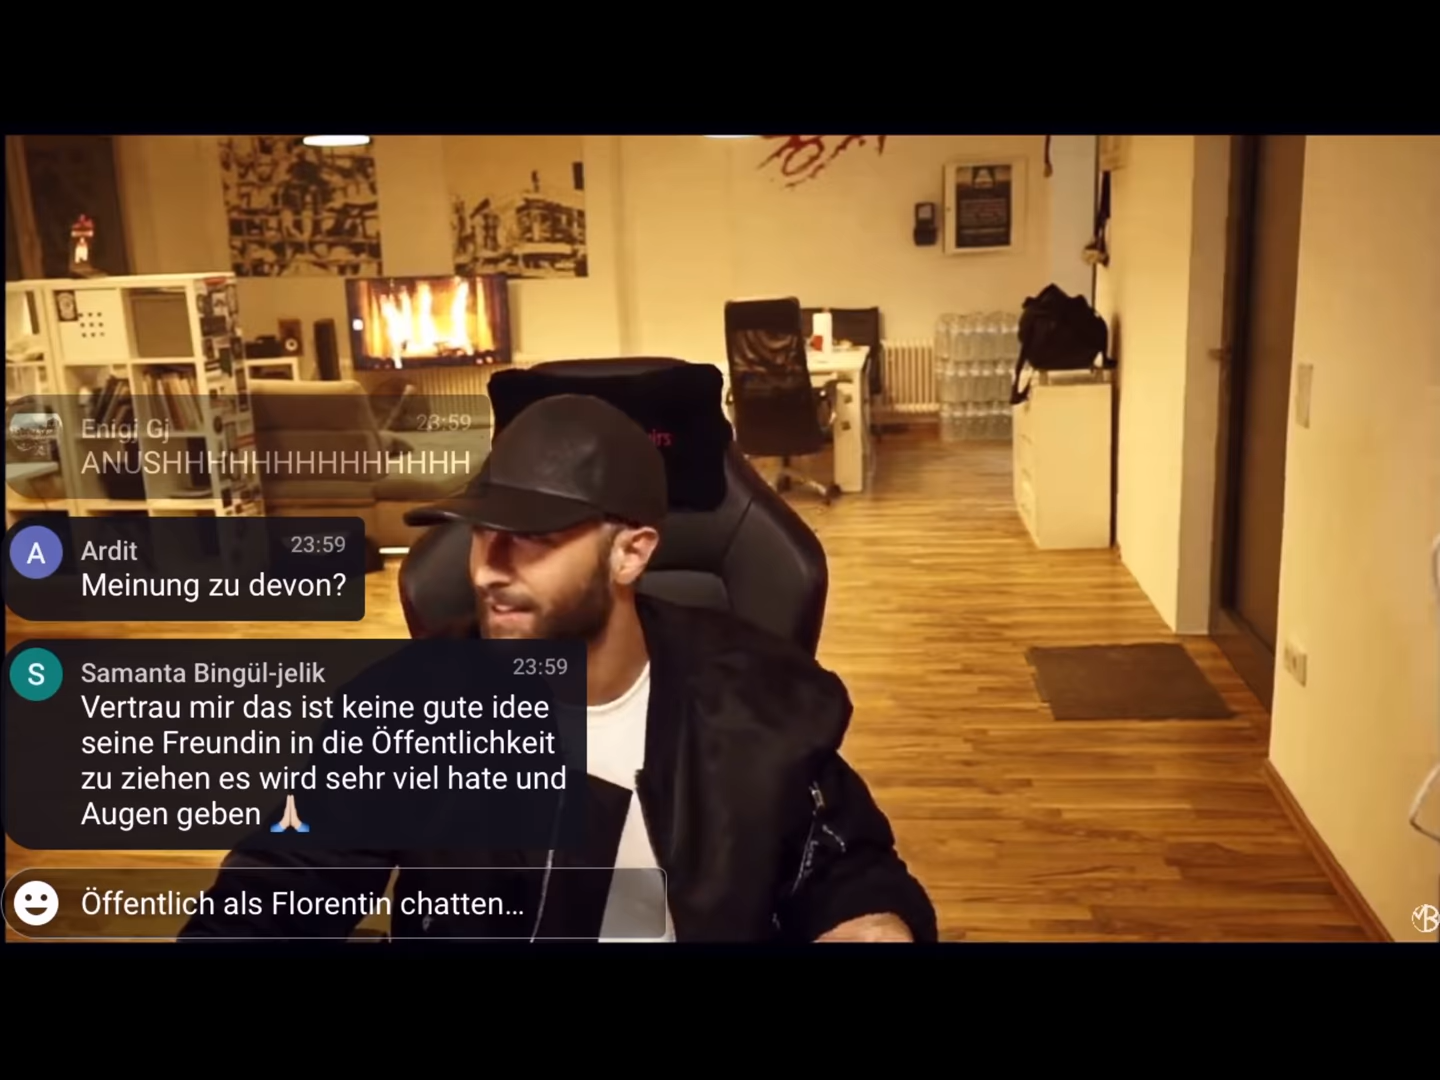 Enigj Gj 23:59
ANUSHHHHHHHHHHHHHH
A Ardit 23:59
Meinung zu devon?
S Samanta Bingül-jelik 23:59
Vertrau mir das ist keine gute idee
seine Freundin in die Öffentlichkeit
zu ziehen es wird sehr viel hate und
Augen geben 🙏🏻
Öffentlich als Florentin chatten...